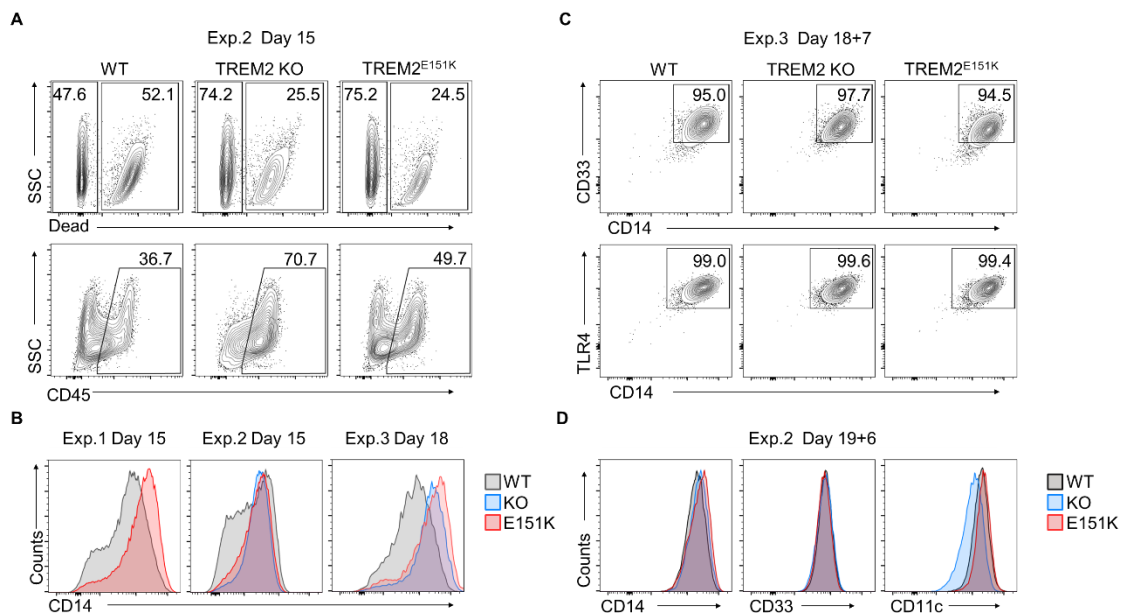 A
Exp.2 Day 15
WT
TREM2 KO
TREM2E151K
47.6
52.1
74.2
25.5
75.2
24.5
SSC
Dead
36.7
70.7
49.7
SSC
CD45
B
Exp.1 Day 15
Exp.2 Day 15
Exp.3 Day 18
WT
KO
E151K
Counts
CD14
C
Exp.3 Day 18+7
WT
TREM2 KO
TREM2E151K
95.0
97.7
94.5
CD33
CD14
99.0
99.6
99.4
TLR4
CD14
D
Exp.2 Day 19+6
WT
KO
E151K
Counts
CD14
CD33
CD11c